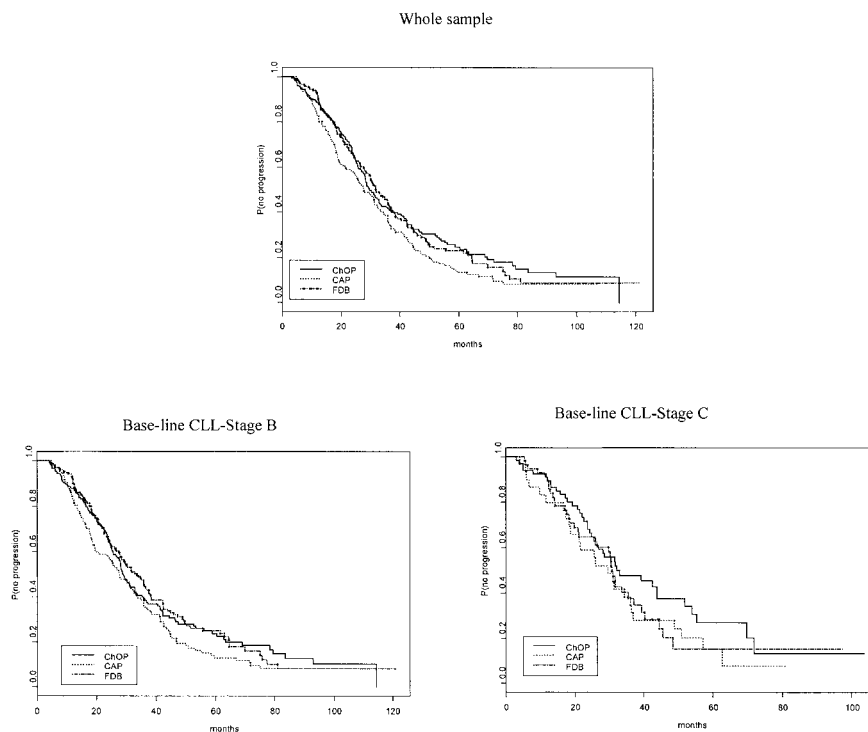 Whole sample
P(no progression)
1.0
0.8
0.6
0.4
0.2
0.0
ChOP
CAP
FDB
0 20 40 60 80 100 120
months
Base-line CLL-Stage B
P(no progression)
1.0
0.8
0.6
0.4
0.2
0.0
ChOP
CAP
FDB
0 20 40 60 80 100 120
months
Base-line CLL-Stage C
P(no progression)
1.0
0.8
0.6
0.4
0.2
0.0
ChOP
CAP
FDB
0 20 40 60 80 100
months